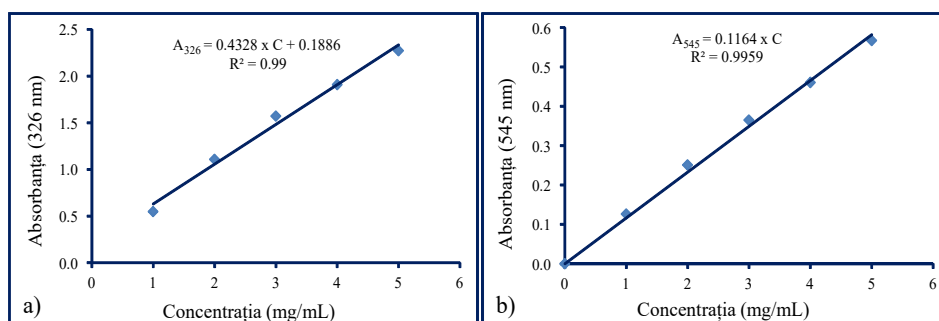 A₃₂₆ = 0.4328 x C + 0.1886
R² = 0.99
Absorbanța (326 nm)
2.5
2.0
1.5
1.0
0.5
0.0
0 1 2 3 4 5 6
Concentrația (mg/mL)
a)
A₅₄₅ = 0.1164 x C
R² = 0.9959
Absorbanța (545 nm)
0.6
0.5
0.4
0.3
0.2
0.1
0.0
0 1 2 3 4 5 6
Concentrația (mg/mL)
b)